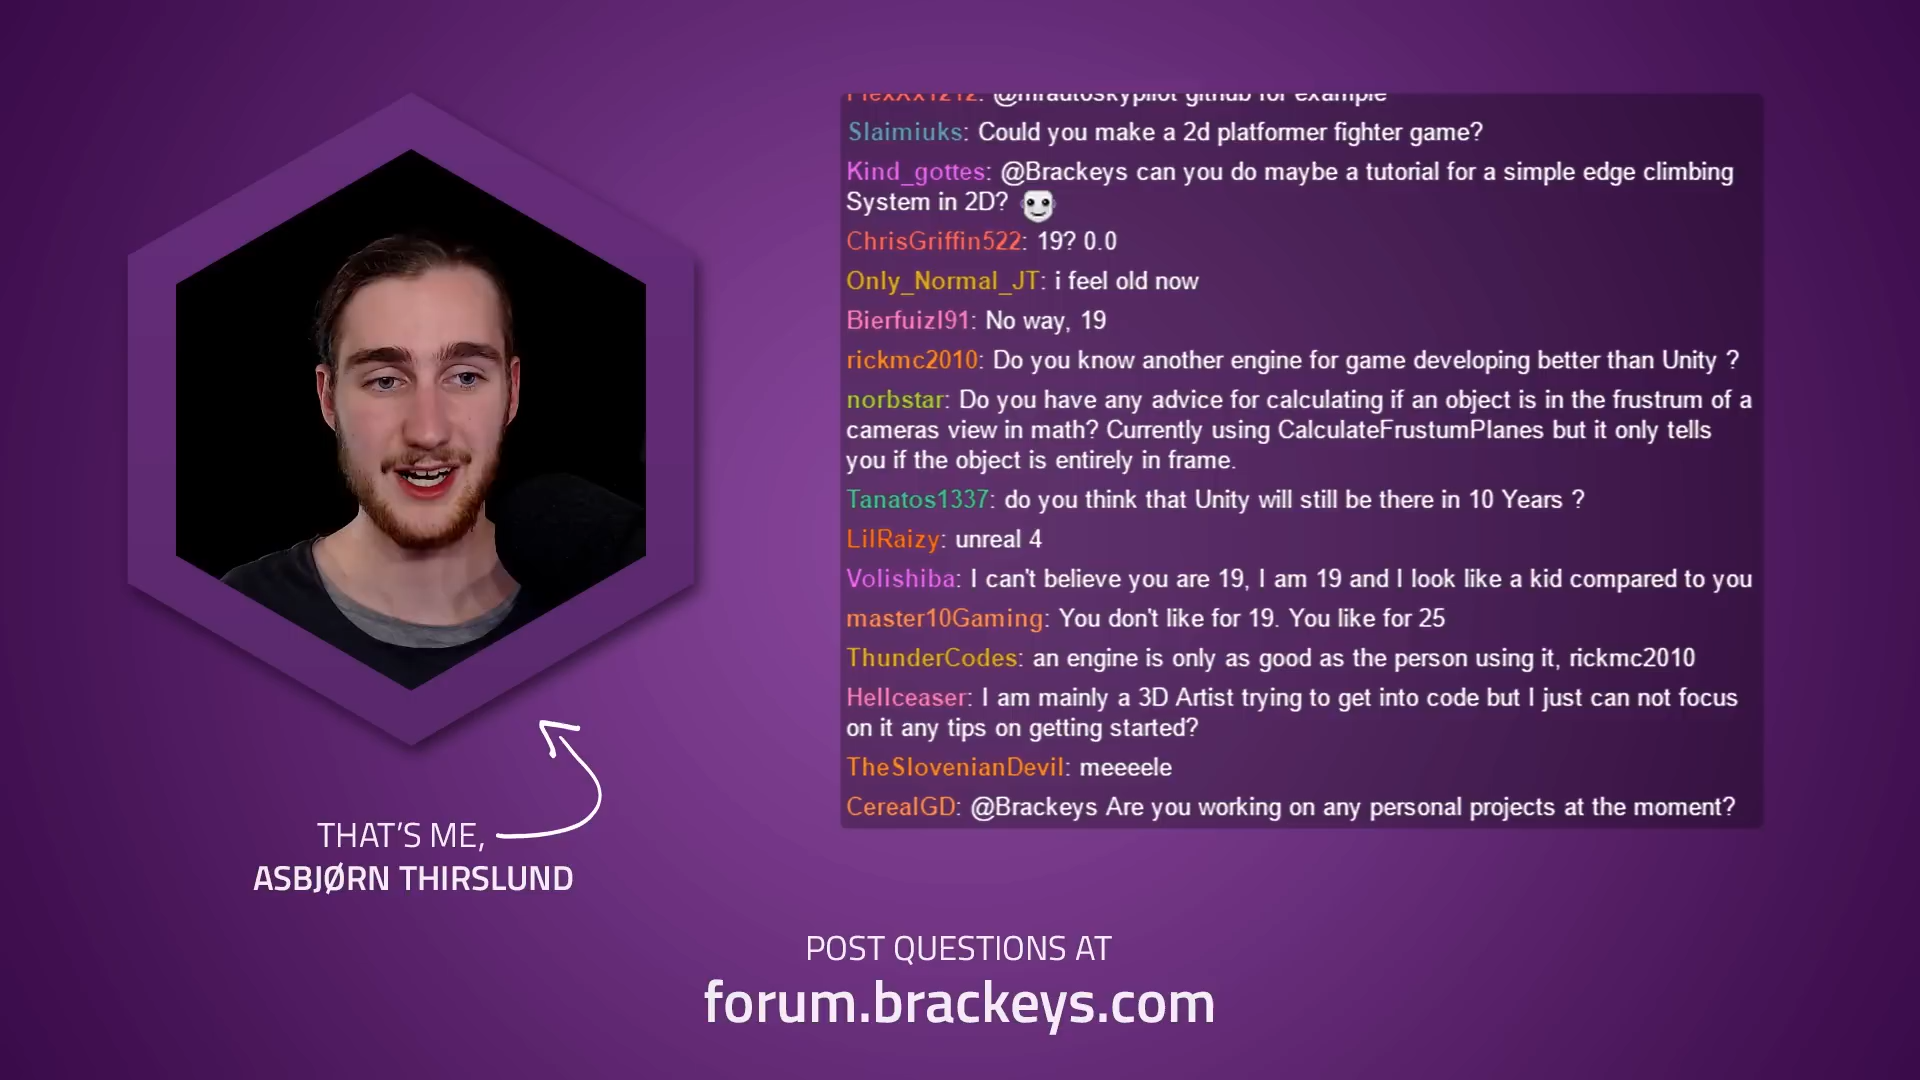 @mrautoskypilot github for example
Slaimiuks: Could you make a 2d platformer fighter game?
Kind_gottes: @Brackeys can you do maybe a tutorial for a simple edge climbing
System in 2D?
ChrisGriffin522: 19? 0.0
Only_Normal_JT: i feel old now
Bierfuizl91: No way, 19
rickmc2010: Do you know another engine for game developing better than Unity ?
norbstar: Do you have any advice for calculating if an object is in the frustrum of a
cameras view in math? Currently using CalculateFrustumPlanes but it only tells
you if the object is entirely in frame.
Tanatos1337: do you think that Unity will still be there in 10 Years ?
LilRaizy: unreal 4
Volishiba: I can't believe you are 19, I am 19 and I look like a kid compared to you
master10Gaming: You don't like for 19. You like for 25
ThunderCodes: an engine is only as good as the person using it, rickmc2010
Hellceaser: I am mainly a 3D Artist trying to get into code but I just can not focus
on it any tips on getting started?
TheSlovenianDevil: meeeele
CerealGD: @Brackeys Are you working on any personal projects at the moment?
THAT'S ME,
ASBJØRN THIRSLUND
POST QUESTIONS AT
forum.brackeys.com